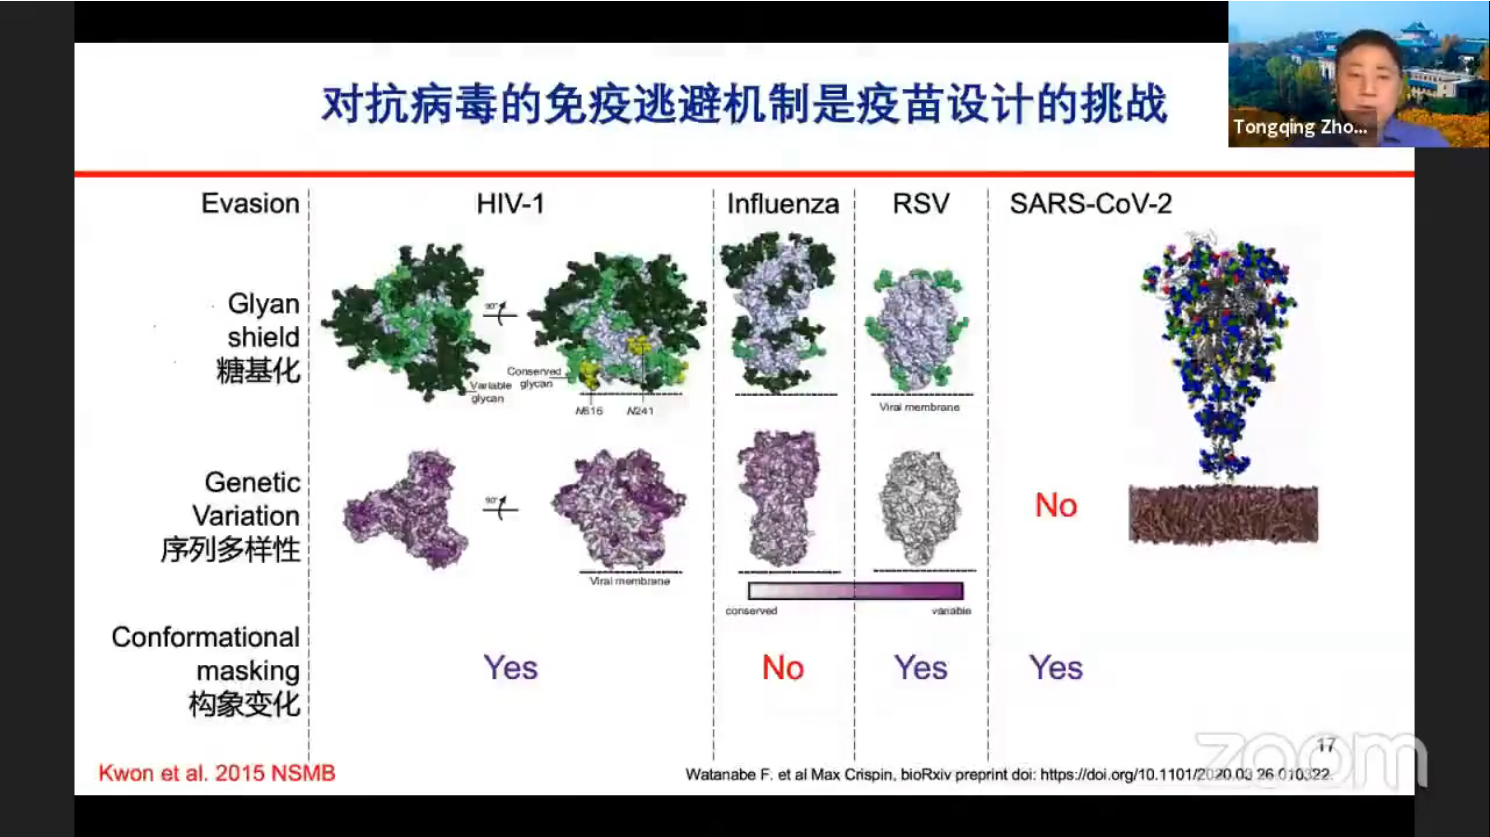 对抗病毒的免疫逃避机制是疫苗设计的挑战
Tongqing Zho...
Evasion
HIV-1
Influenza
RSV
SARS-CoV-2
Glyan
shield
糖基化
90°
Variable
glycan
Conserved
glycan
N616
N241
Viral membrane
Genetic
Variation
序列多样性
90°
Viral membrane
conserved
variable
No
Conformational
masking
构象变化
Yes
No
Yes
Yes
17
zoom
Kwon et al. 2015 NSMB
Watanabe F. et al Max Crispin, bioRxiv preprint doi: https://doi.org/10.1101/2020.03.26.010322.